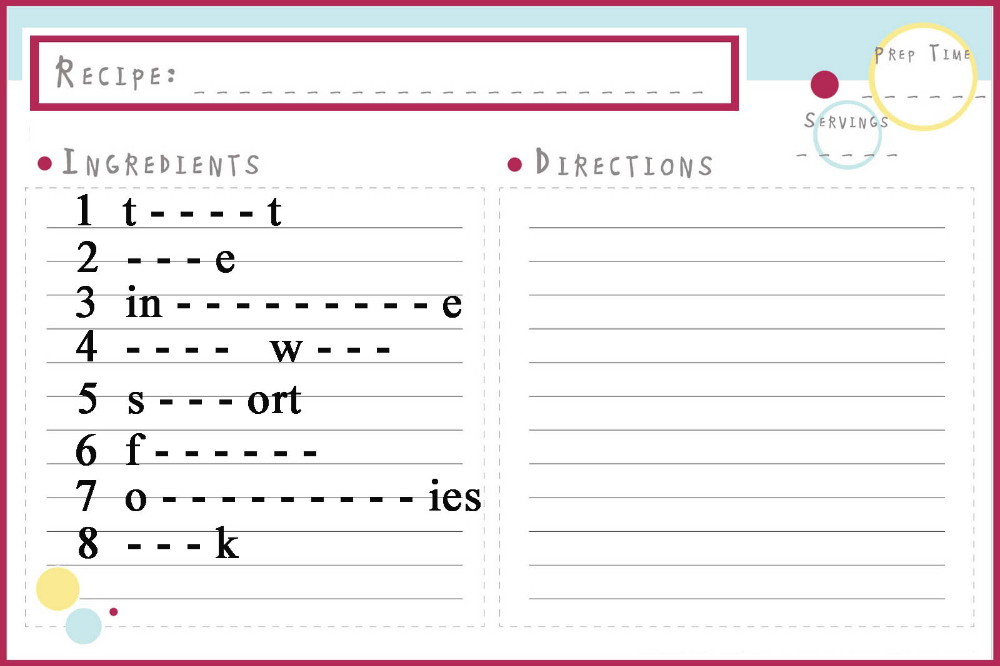 Recipe: _ _ _ _ _ _ _ _ _ _ _ _ _ _ _ _ _ _ _ _ _ _ _
Prep Time
_ _ _ _ _ _
Servings
_ _ _ _ _
Ingredients
1 t - - - - t
2 - - - e
3 in - - - - - - - - - e
4 - - - - w - - -
5 s - - - ort
6 f - - - - - -
7 o - - - - - - - - - ies
8 - - - k
Directions